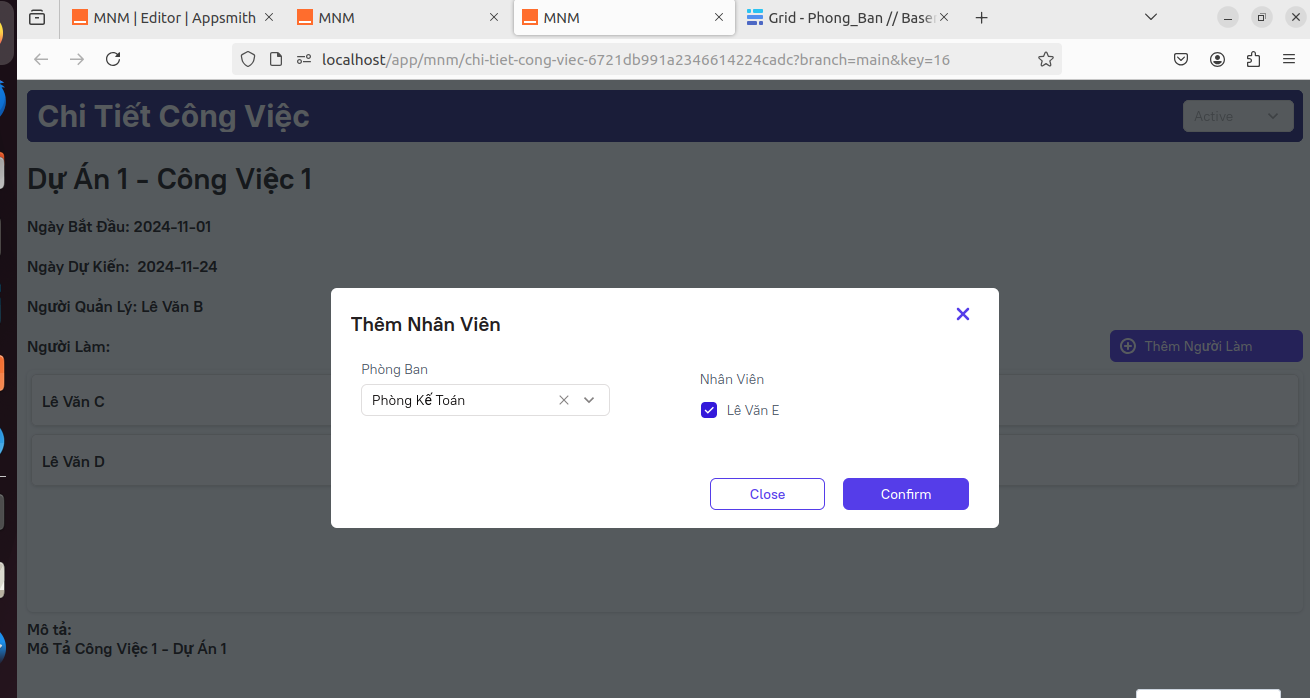 MNM | Editor | Appsmith
MNM
MNM
Grid - Phong_Ban // Base
localhost/app/mnm/chi-tiet-cong-viec-6721db991a2346614224cadc?branch=main&key=16
Chi Tiết Công Việc
Active
Dự Án 1 - Công Việc 1
Ngày Bắt Đầu: 2024-11-01
Ngày Dự Kiến: 2024-11-24
Người Quản Lý: Lê Văn B
Người Làm:
Thêm Người Làm
Lê Văn C
Lê Văn D
Thêm Nhân Viên
Phòng Ban
Phòng Kế Toán
Nhân Viên
Lê Văn E
Close
Confirm
Mô tả:
Mô Tả Công Việc 1 - Dự Án 1